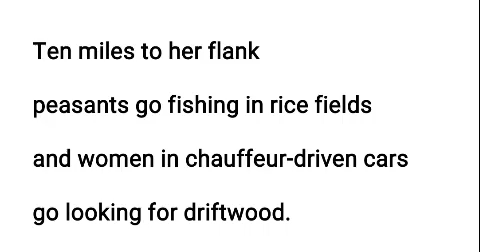 Ten miles to her flank
peasants go fishing in rice fields
and women in chauffeur-driven cars
go looking for driftwood.